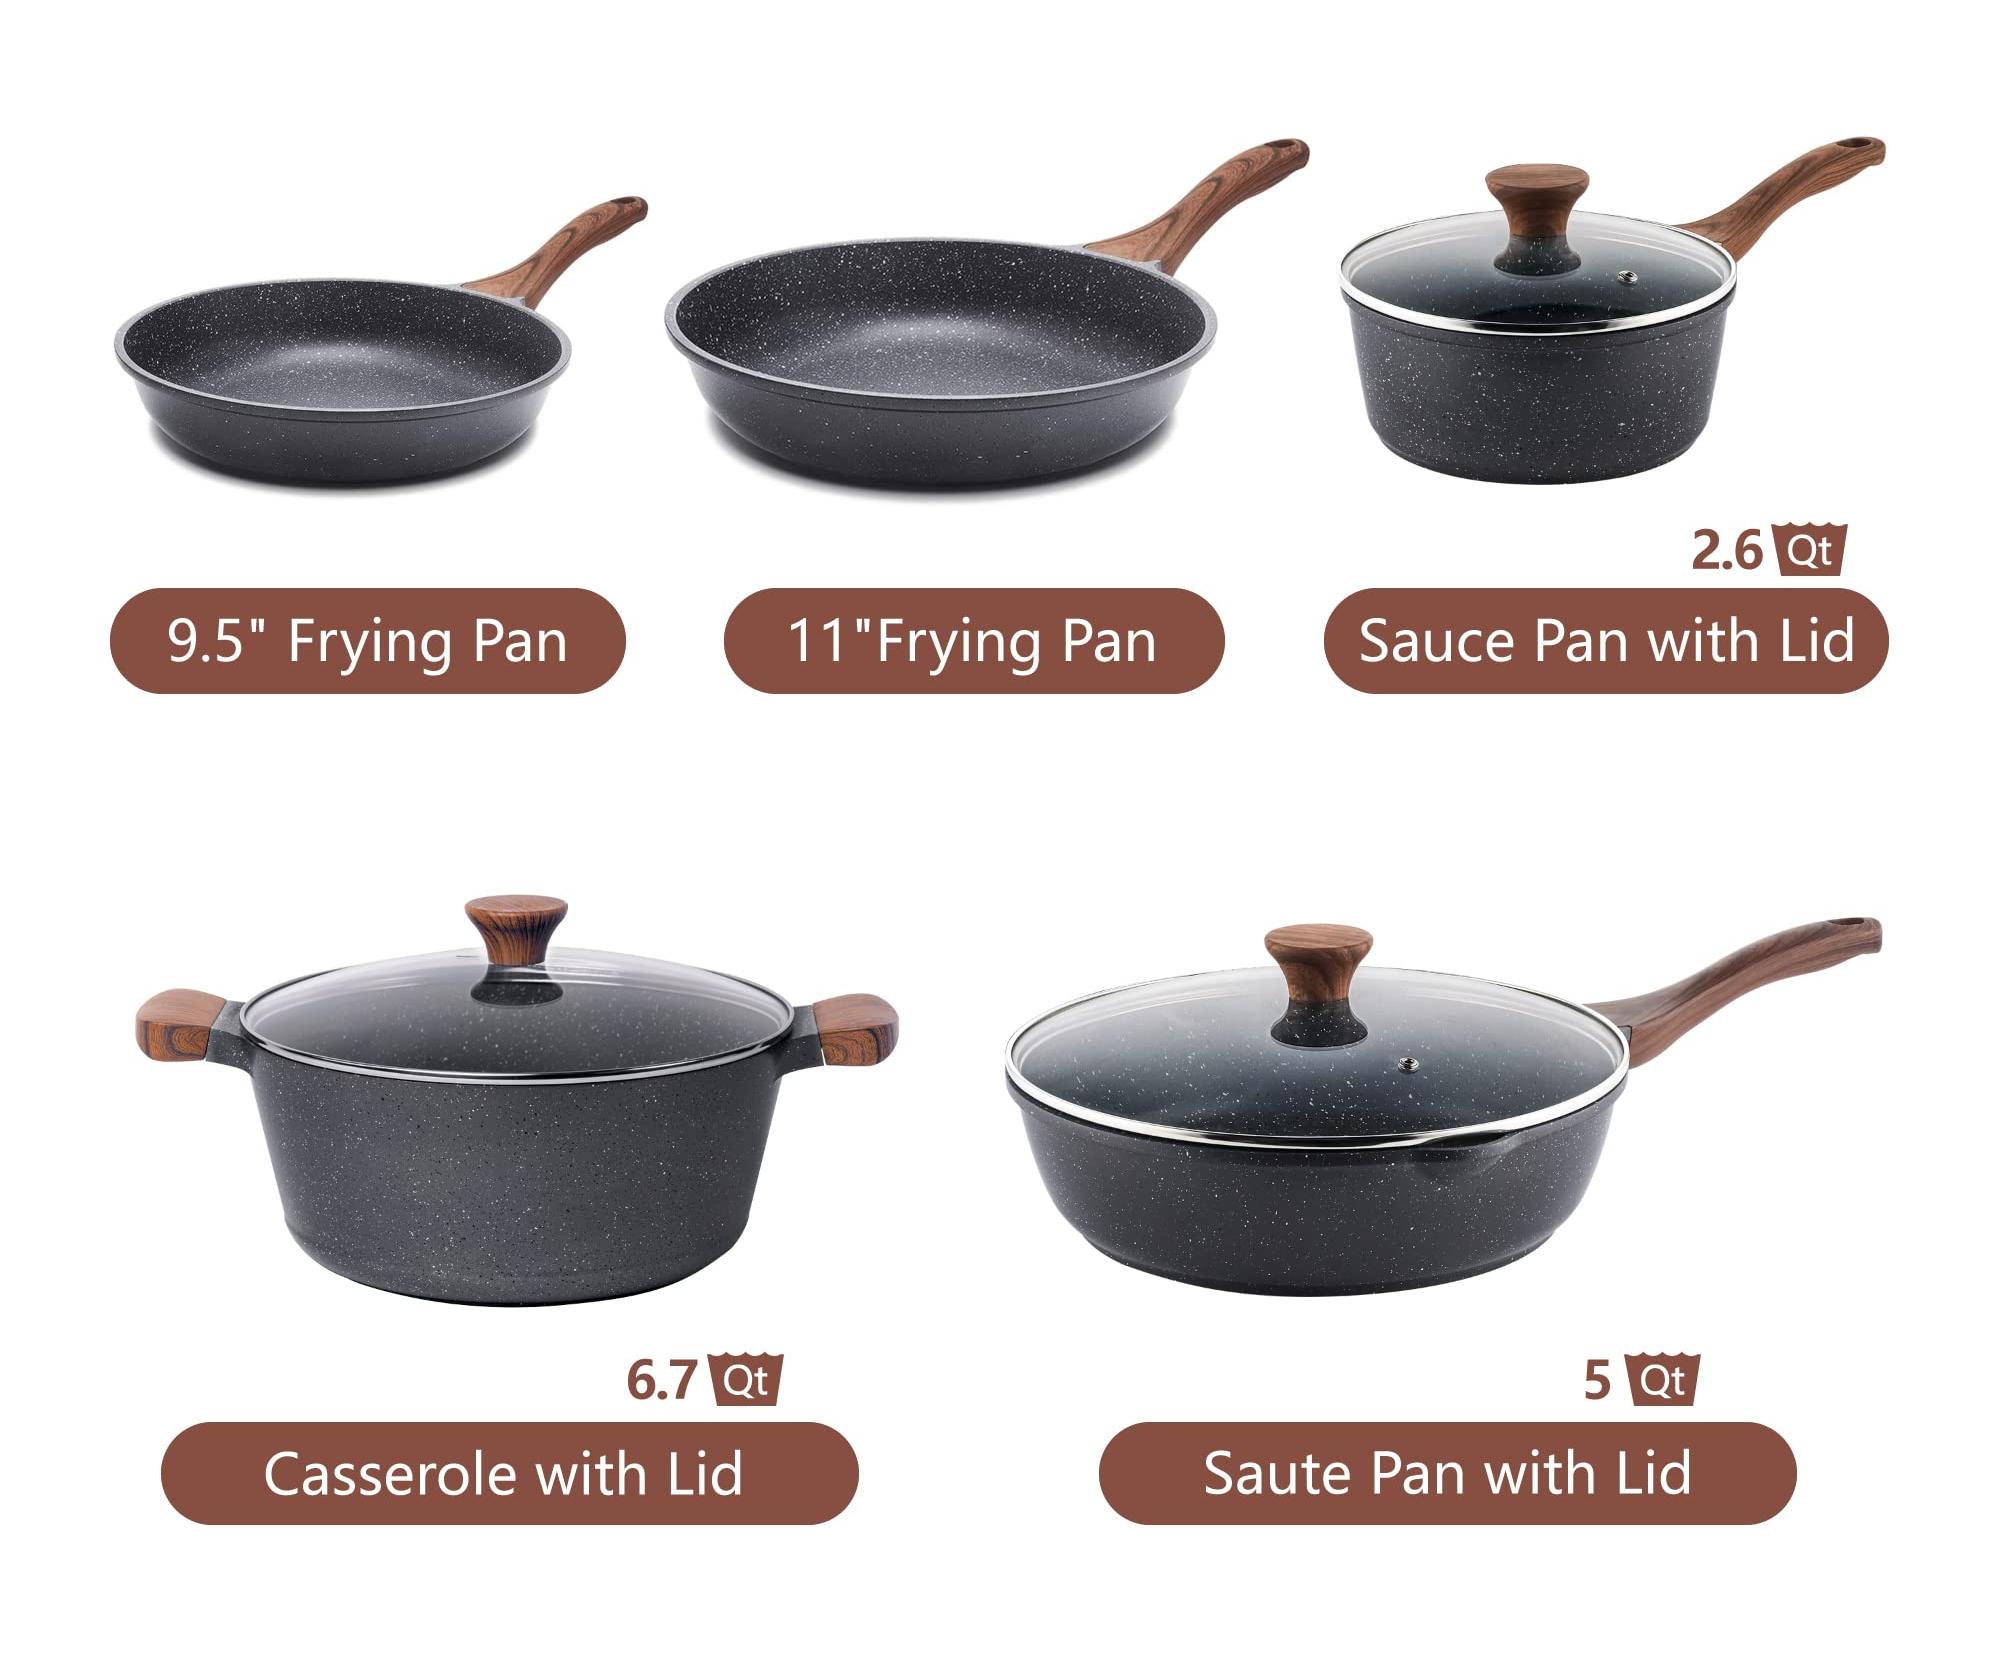 2.6 Qt
9.5" Frying Pan
11"Frying Pan
Sauce Pan with Lid
6.7 Qt
5 Qt
Casserole with Lid
Saute Pan with Lid